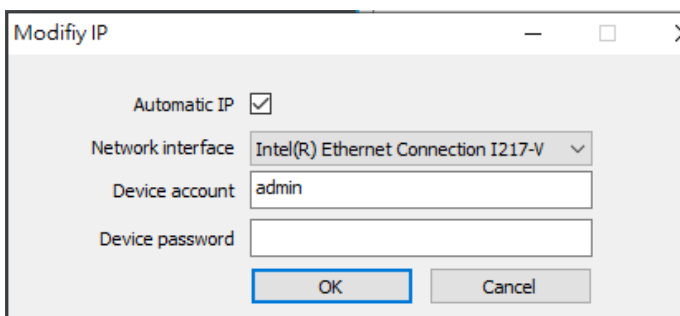 Modifiy IP
Automatic IP
Network interface Intel(R) Ethernet Connection I217-V
Device account admin
Device password
OK Cancel